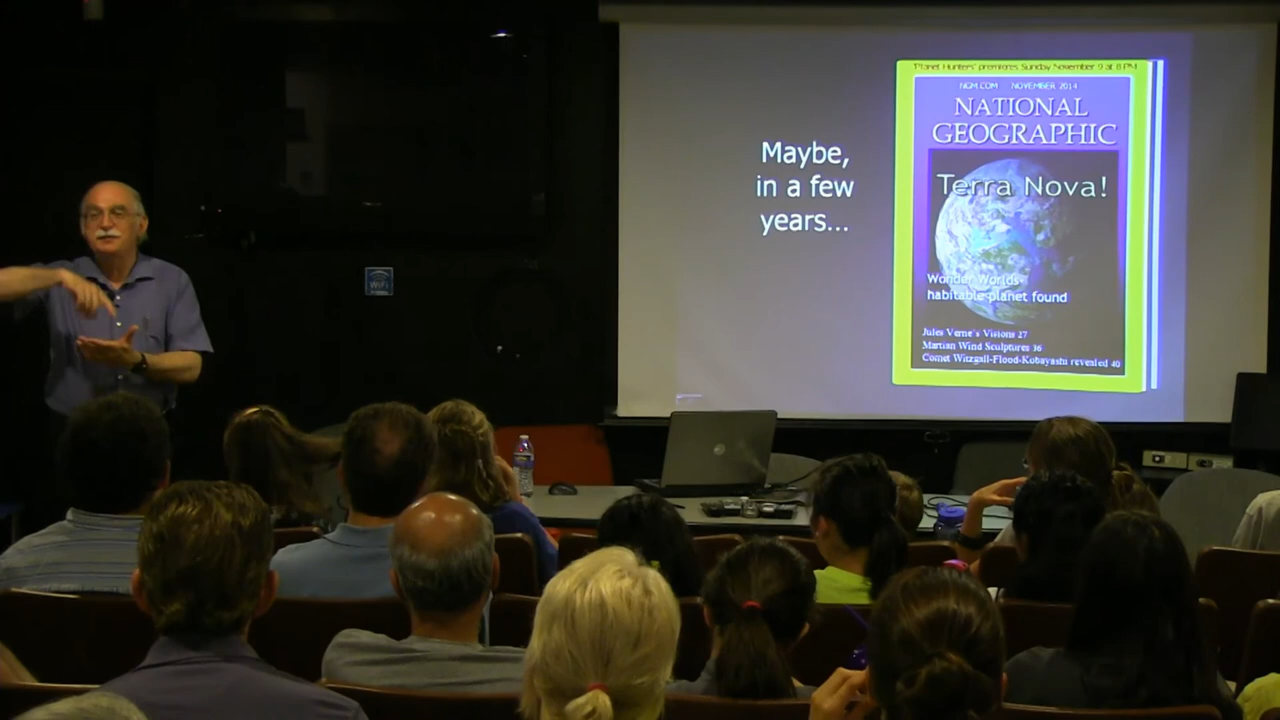 Maybe,
in a few
years...
'Planet Hunters' premieres Sunday November 9 at 8 PM
NGM.COM NOVEMBER 2014
NATIONAL
GEOGRAPHIC
Terra Nova!
Wonder Worlds-
habitable planet found
Jules Verne's Visions 27
Martian Wind Sculptures 36
Comet Witzgall-Flood-Kobayashi revealed 40
WiFi